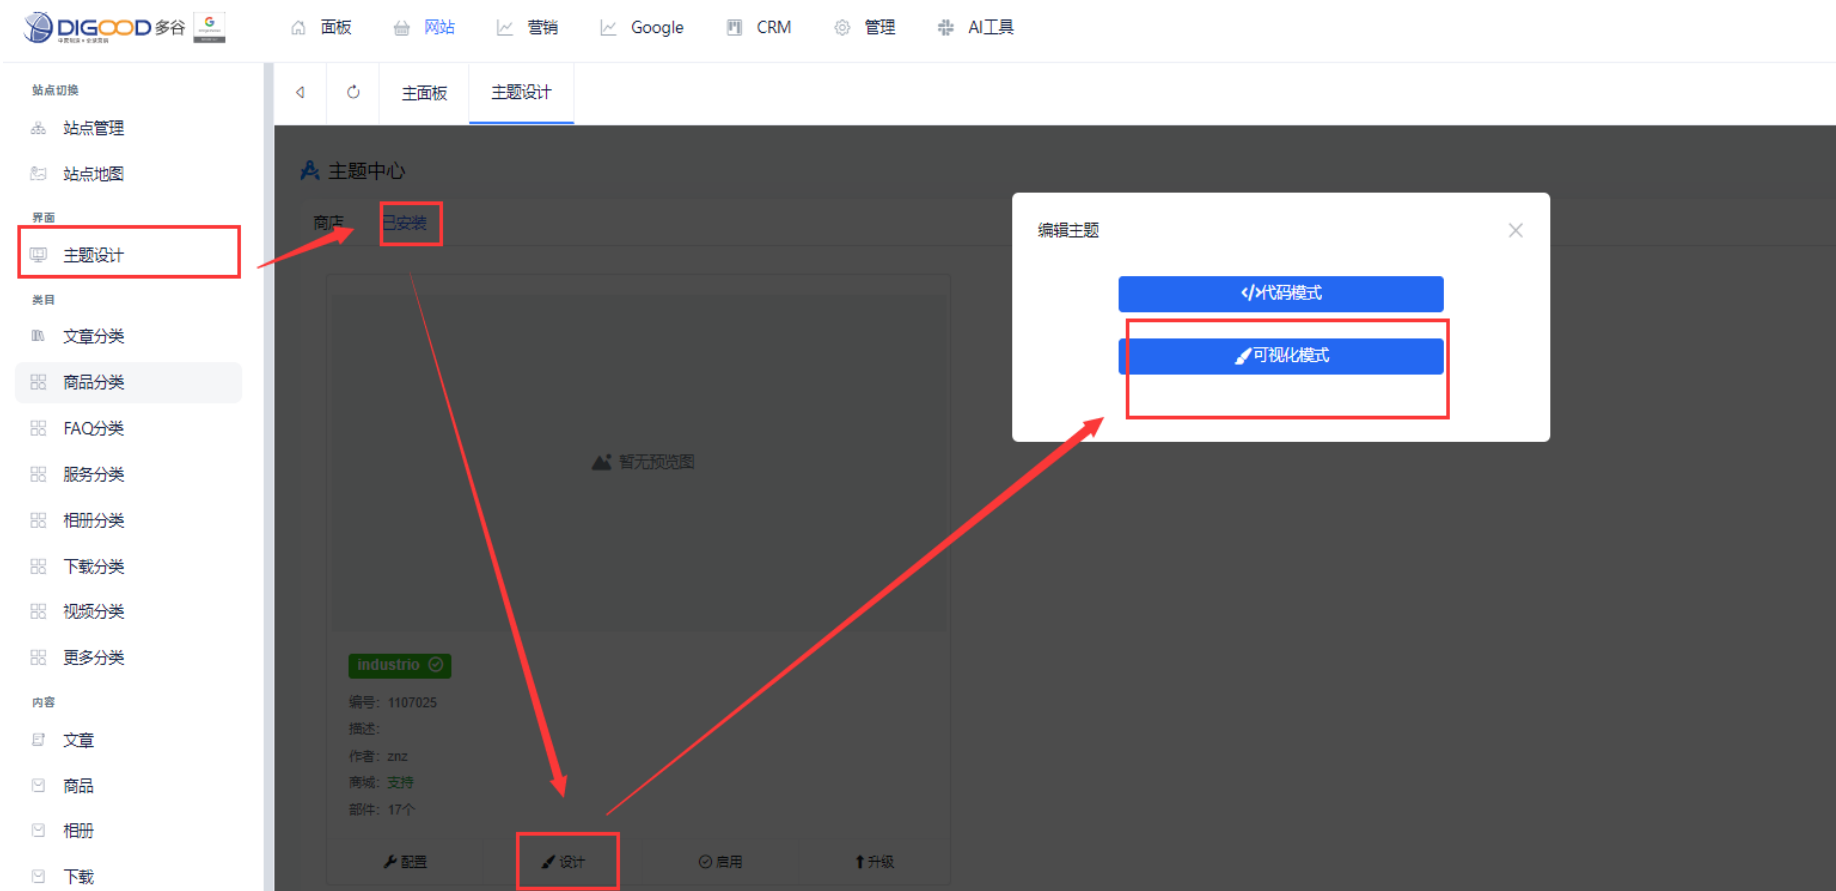 DIGOOD 多谷
面板
网站
营销
Google
CRM
管理
AI工具
站点切换
站点管理
站点地图
界面
主题设计
类目
文章分类
商品分类
FAQ分类
服务分类
相册分类
下载分类
视频分类
更多分类
内容
文章
商品
相册
下载
主面板
主题设计
主题中心
商店
已安装
暂无预览图
industrio
编号：1107025
描述：
作者：znz
商城：支持
部件：17个
配置
设计
启用
升级
编辑主题
</>代码模式
可视化模式